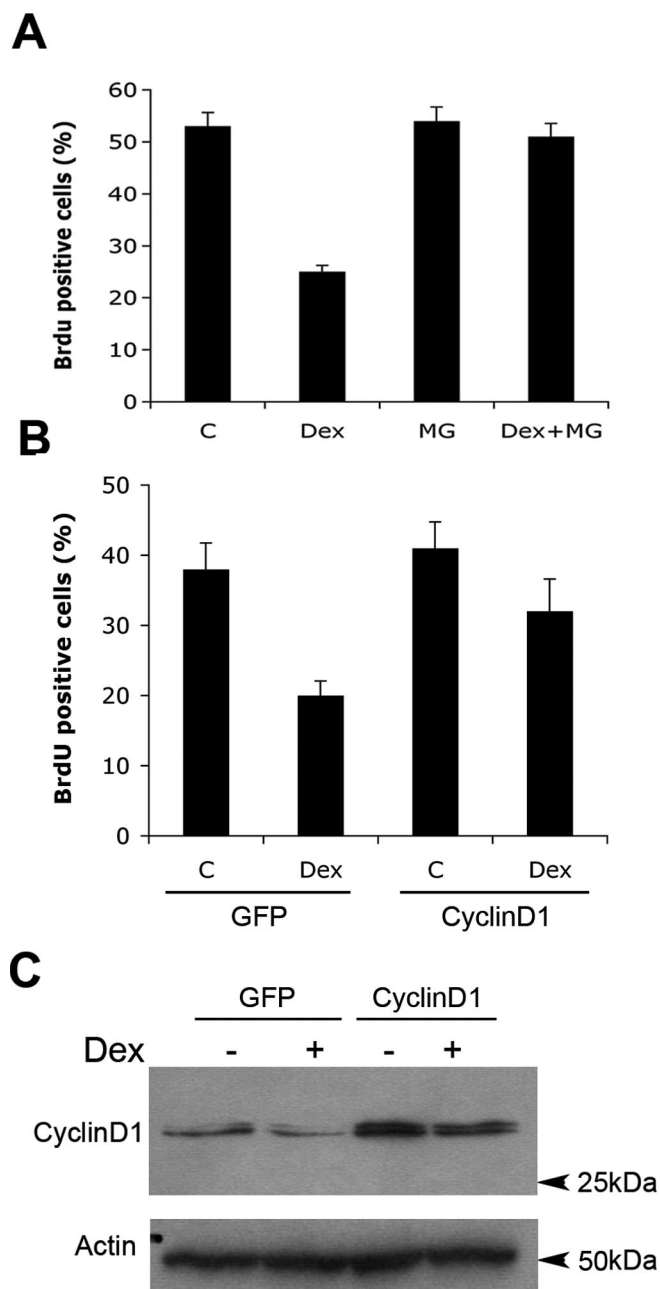 A
Brdu positive cells (%)
60
50
40
30
20
10
0
C Dex MG Dex+MG
B
BrdU positive cells (%)
50
40
30
20
10
0
C Dex C Dex
GFP CyclinD1
C
GFP CyclinD1
Dex - + - +
CyclinD1
25kDa
Actin
50kDa